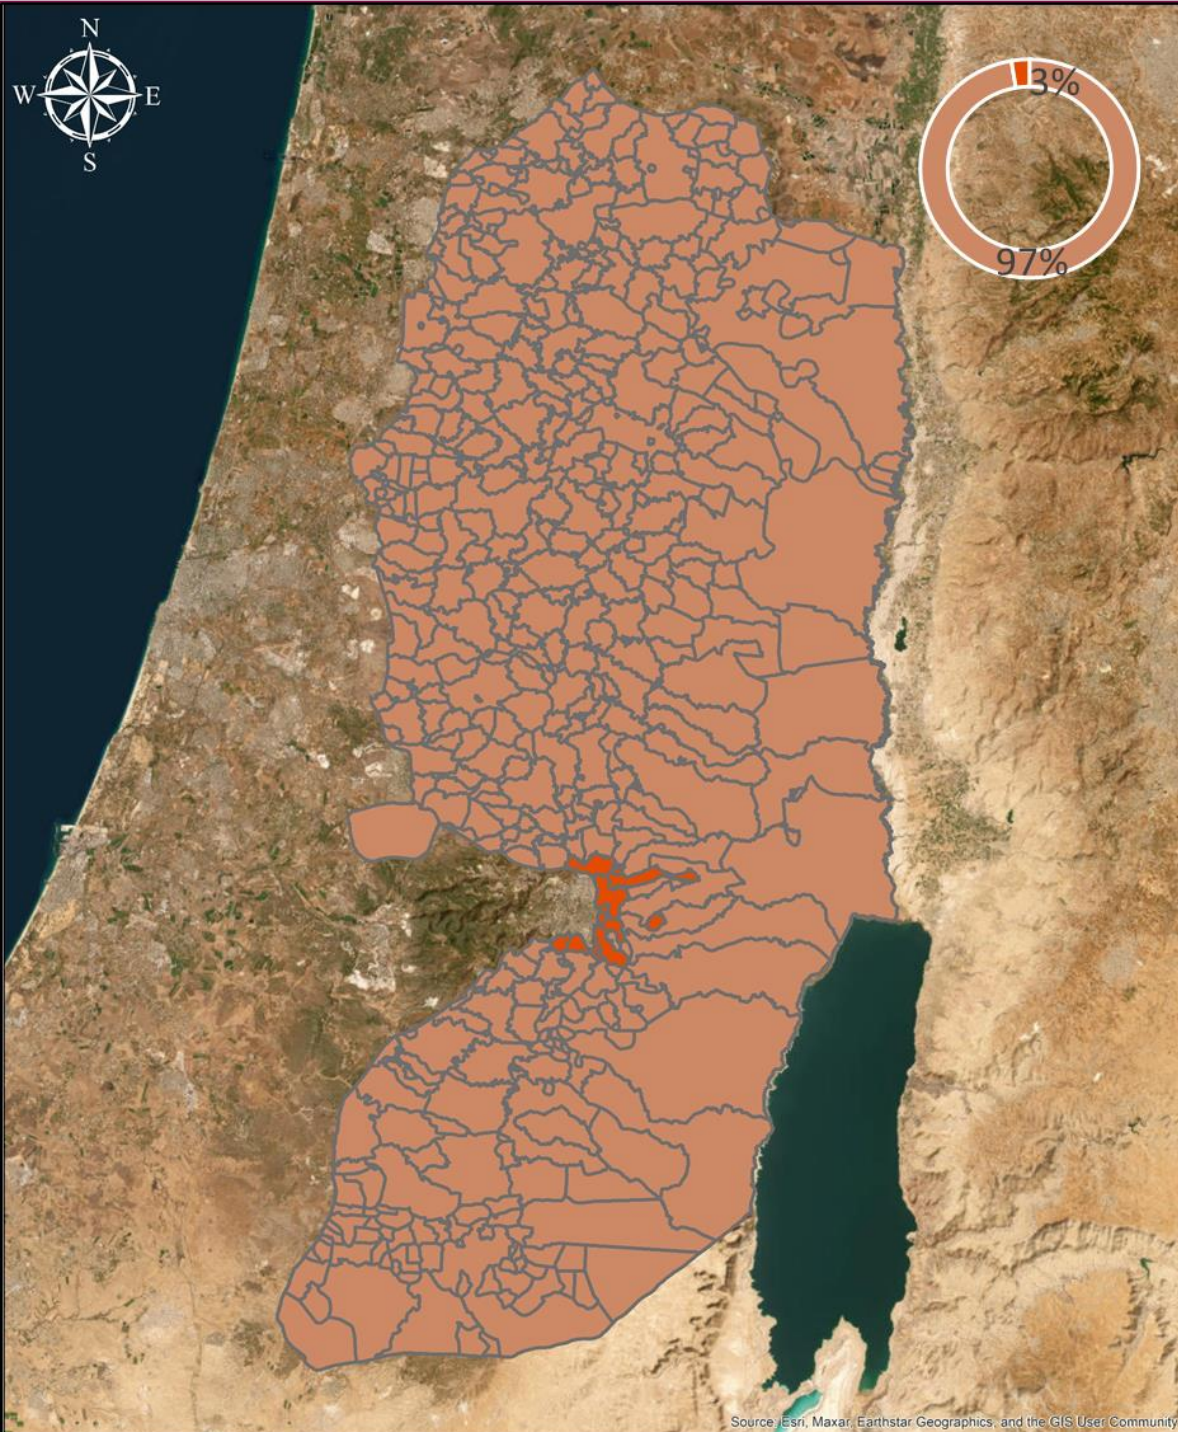 N
W E
S
3%
97%
Source: Esri, Maxar, Earthstar Geographics, and the GIS User Community